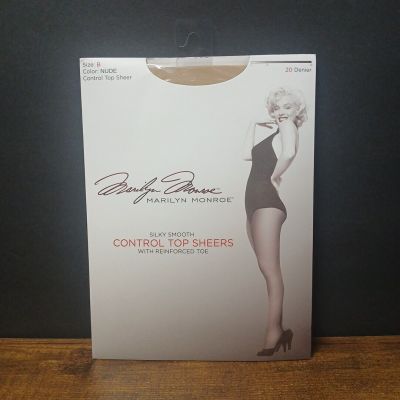 Size: B
Color: NUDE
Control Top Sheer
20 Denier
Marilyn Monroe
MARILYN MONROE®
SILKY SMOOTH
CONTROL TOP SHEERS
WITH REINFORCED TOE